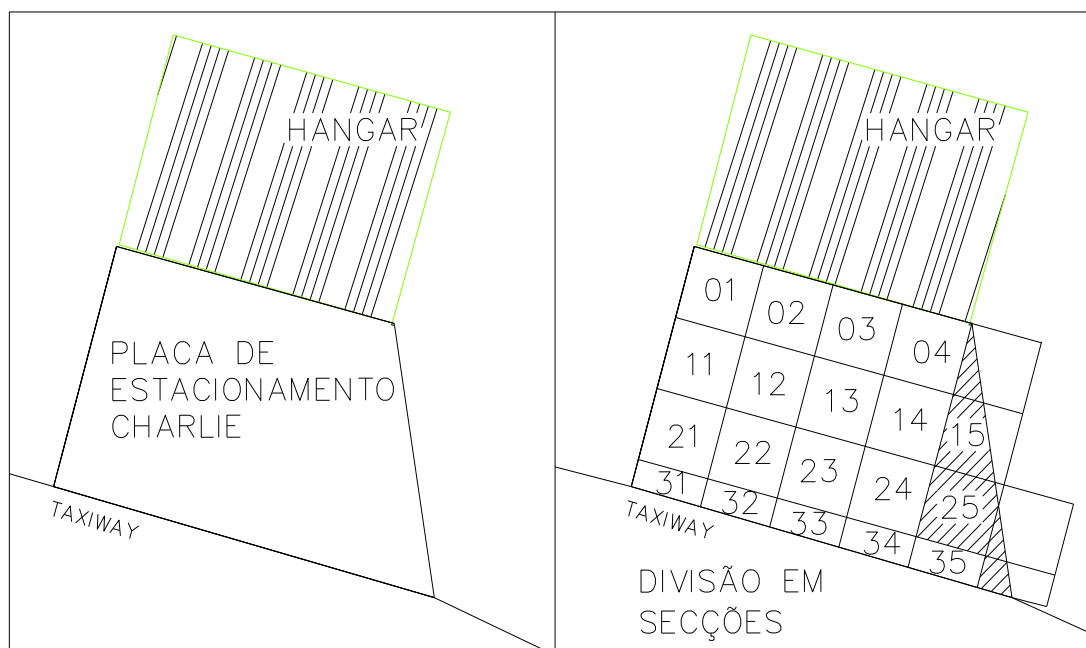 HANGAR
PLACA DE
ESTACIONAMENTO
CHARLIE
TAXIWAY
HANGAR
01 02 03 04
11 12 13 14 15
21 22 23 24 25
31 32 33 34 35
TAXIWAY
DIVISÃO EM
SECÇÕES